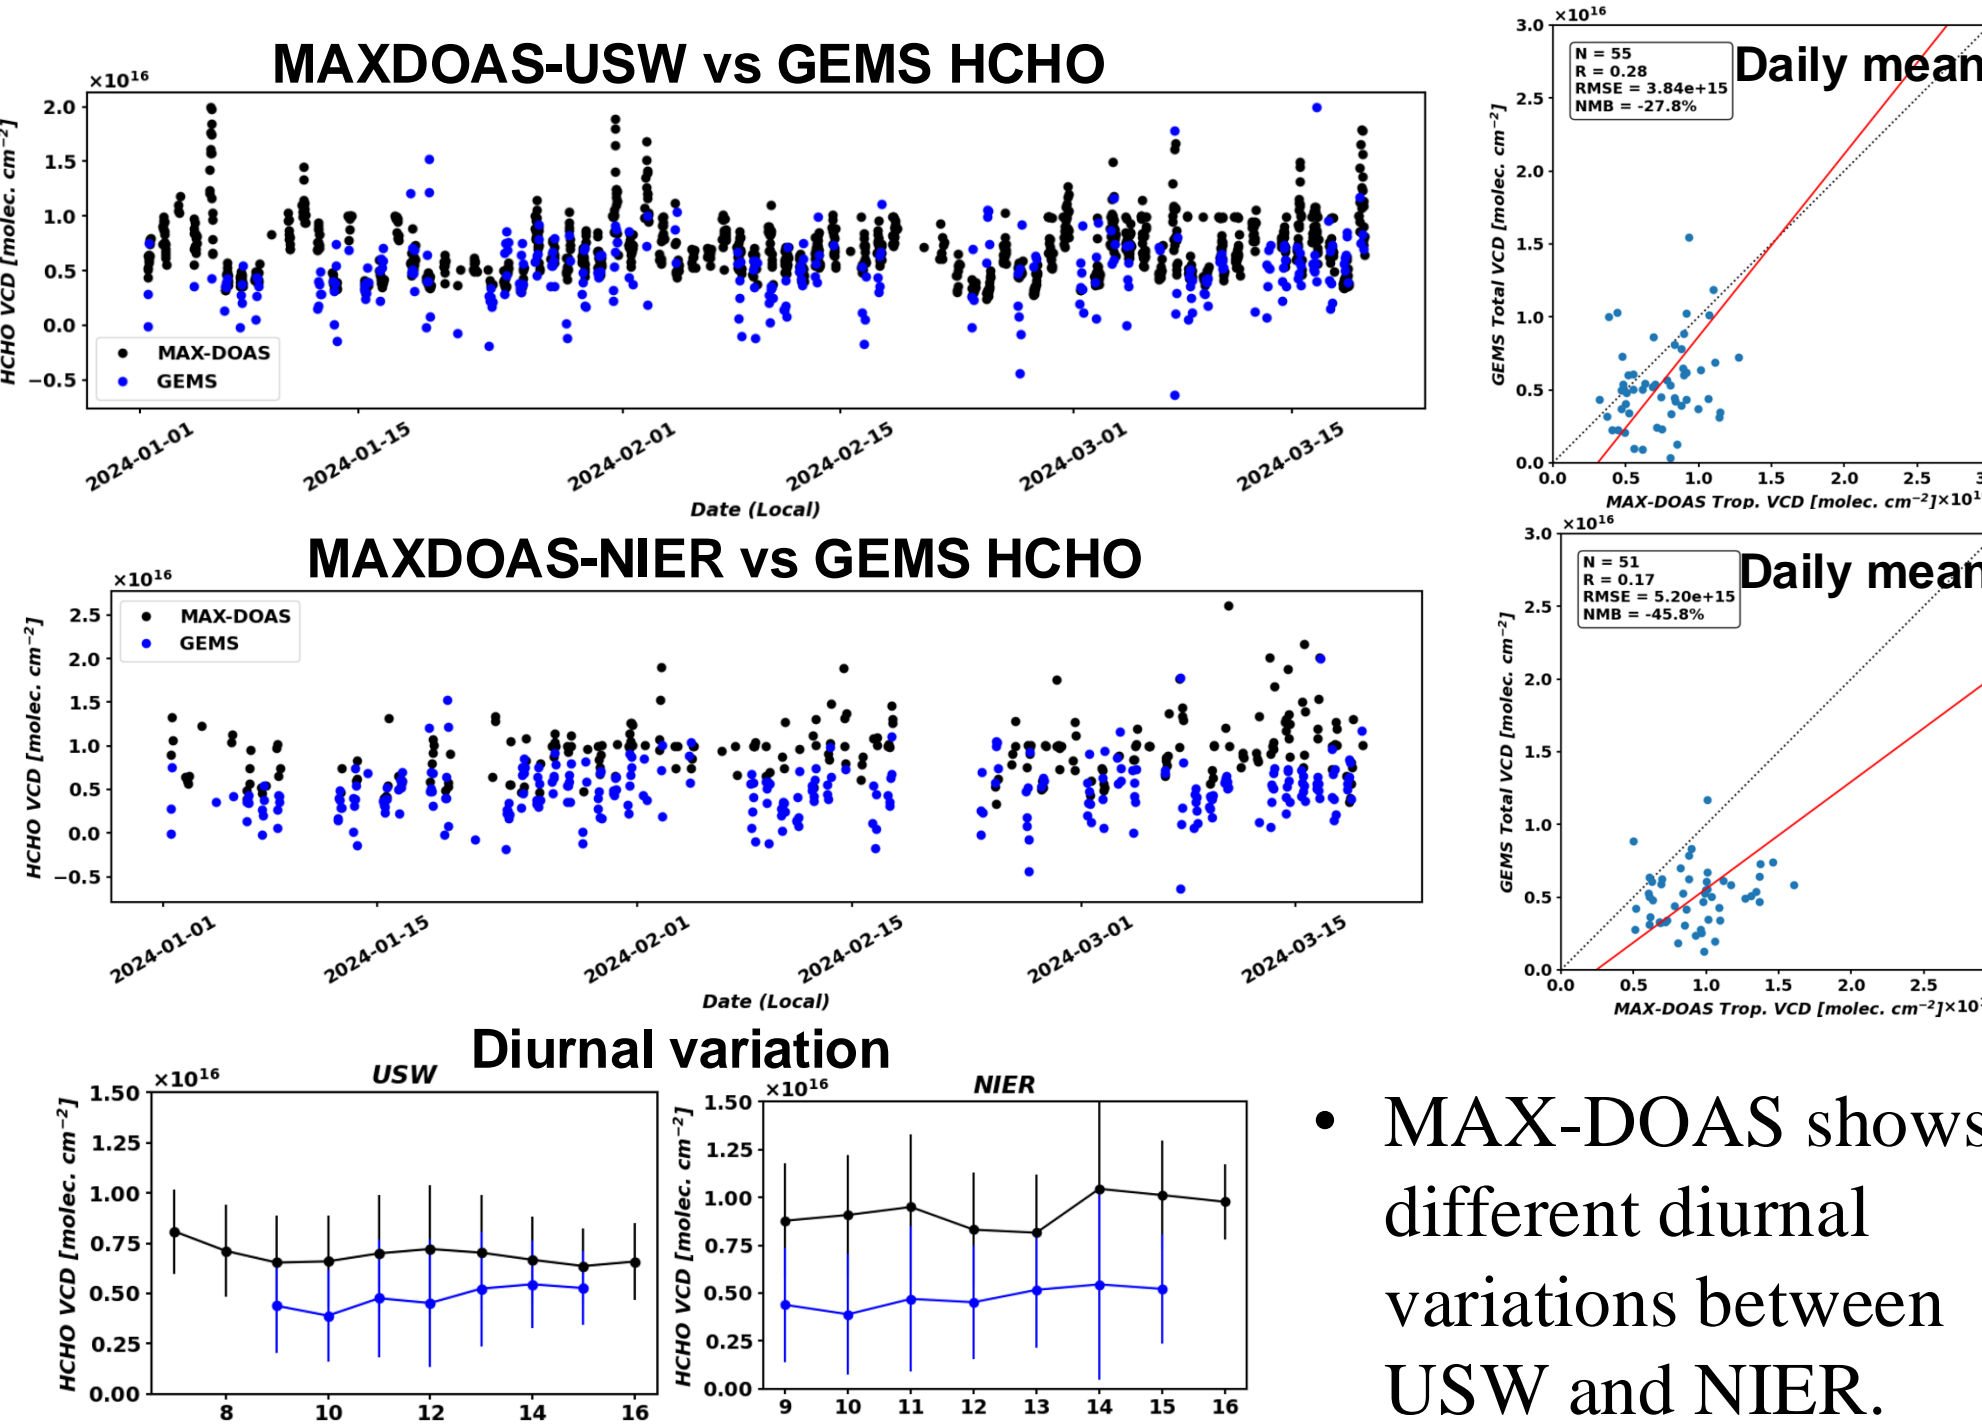 MAXDOAS-USW vs GEMS HCHO
×10¹⁶
HCHO VCD [molec. cm⁻²]
2.0
1.5
1.0
0.5
0.0
−0.5
MAX-DOAS
GEMS
2024-01-01
2024-01-15
2024-02-01
2024-02-15
2024-03-01
2024-03-15
Date (Local)
×10¹⁶
Daily mean
N = 55
R = 0.28
RMSE = 3.84e+15
NMB = -27.8%
GEMS Total VCD [molec. cm⁻²]
3.0
2.5
2.0
1.5
1.0
0.5
0.0
0.0 0.5 1.0 1.5 2.0 2.5
MAX-DOAS Trop. VCD [molec. cm⁻²]×10¹
MAXDOAS-NIER vs GEMS HCHO
×10¹⁶
HCHO VCD [molec. cm⁻²]
2.5
2.0
1.5
1.0
0.5
0.0
−0.5
MAX-DOAS
GEMS
2024-01-01
2024-01-15
2024-02-01
2024-02-15
2024-03-01
2024-03-15
Date (Local)
×10¹⁶
Daily mean
N = 51
R = 0.17
RMSE = 5.20e+15
NMB = -45.8%
GEMS Total VCD [molec. cm⁻²]
3.0
2.5
2.0
1.5
1.0
0.5
0.0
0.0 0.5 1.0 1.5 2.0 2.5
MAX-DOAS Trop. VCD [molec. cm⁻²]×10
Diurnal variation
USW
×10¹⁶
HCHO VCD [molec. cm⁻²]
1.50
1.25
1.00
0.75
0.50
0.25
0.00
8 10 12 14 16
NIER
×10¹⁶
HCHO VCD [molec. cm⁻²]
1.50
1.25
1.00
0.75
0.50
0.25
0.00
9 10 11 12 13 14 15 16
• MAX-DOAS shows
different diurnal
variations between
USW and NIER.